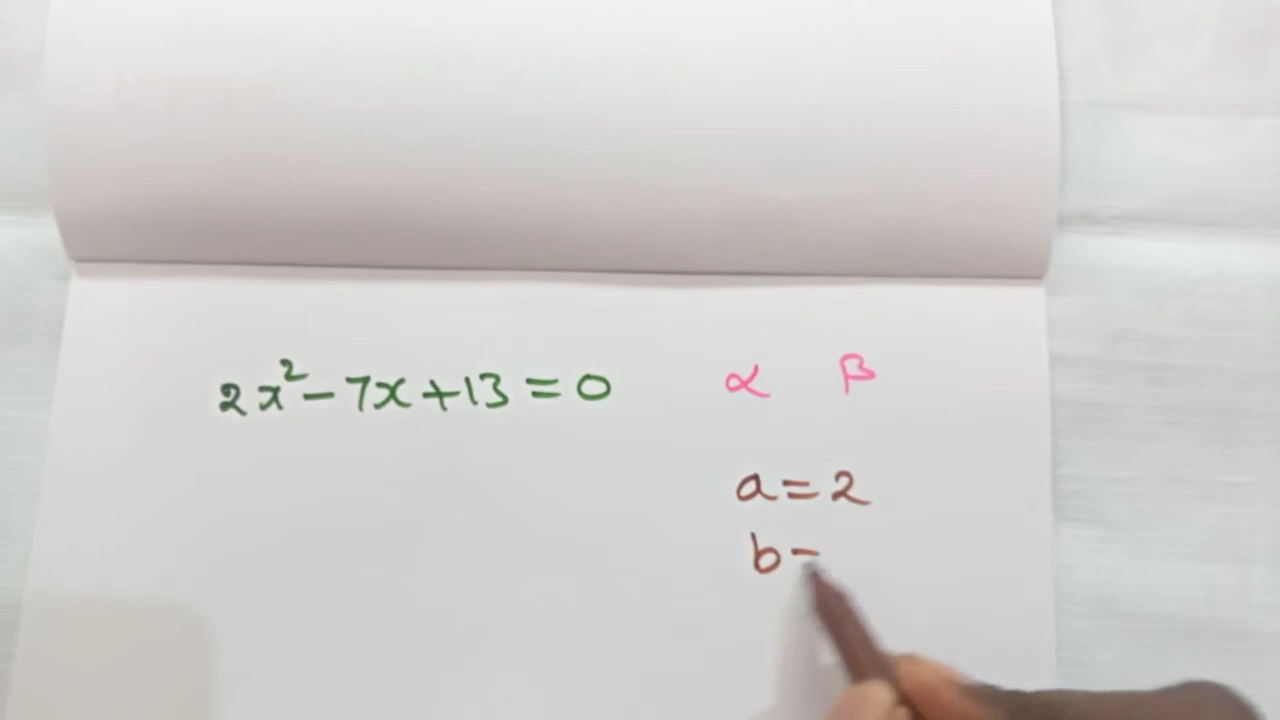 2x² - 7x + 13 = 0 α β
a = 2
b =